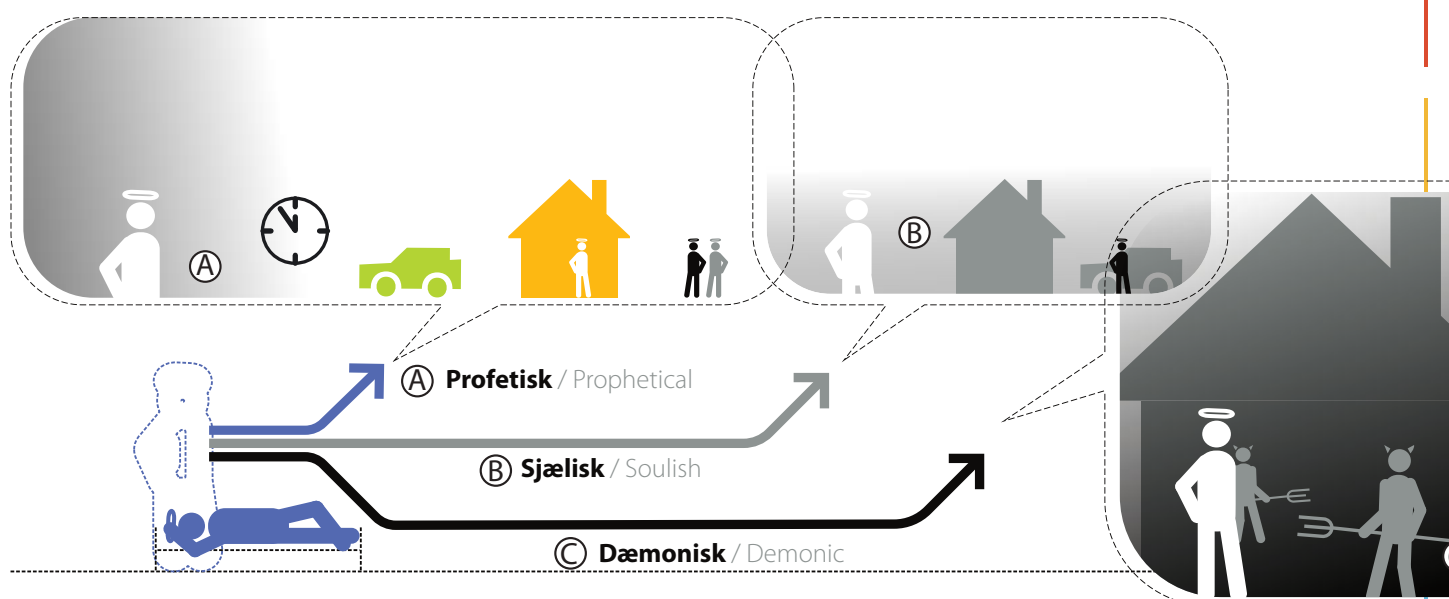 A
B
A Profetisk / Prophetical
B Sjælisk / Soulish
C Dæmonisk / Demonic